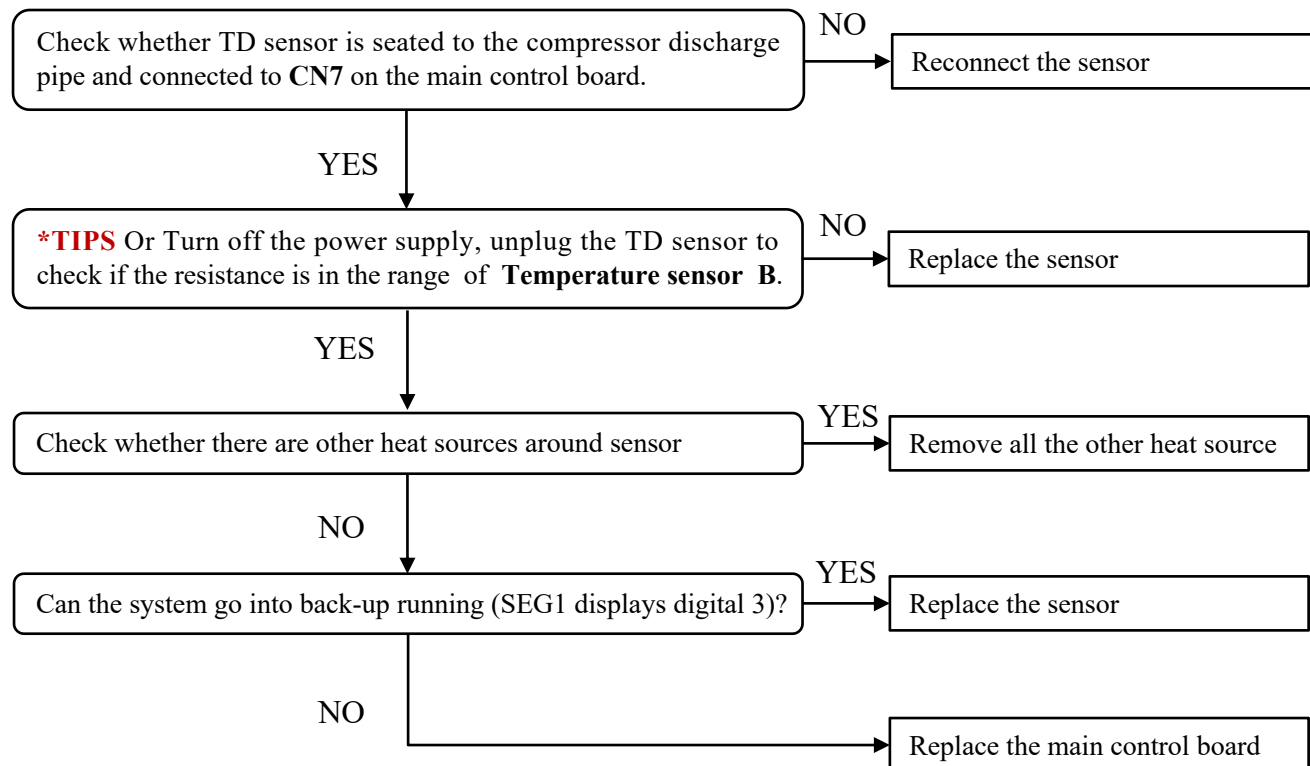 Check whether TD sensor is seated to the compressor discharge
pipe and connected to CN7 on the main control board.
NO
Reconnect the sensor
YES
*TIPS Or Turn off the power supply, unplug the TD sensor to
check if the resistance is in the range of Temperature sensor B.
NO
Replace the sensor
YES
Check whether there are other heat sources around sensor
YES
Remove all the other heat source
NO
Can the system go into back-up running (SEG1 displays digital 3)?
YES
Replace the sensor
NO
Replace the main control board